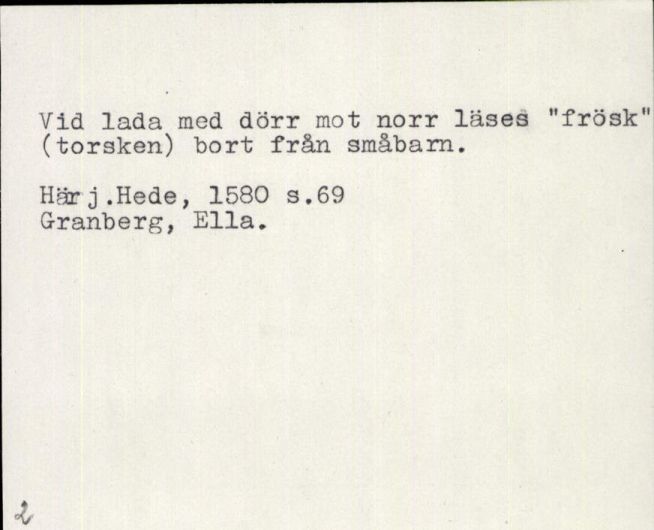 Vid lada med dörr mot norr läses "frösk"
(torsken) bort från småbarn.
Härj.Hede, 1580 s.69
Granberg, Ella.
2